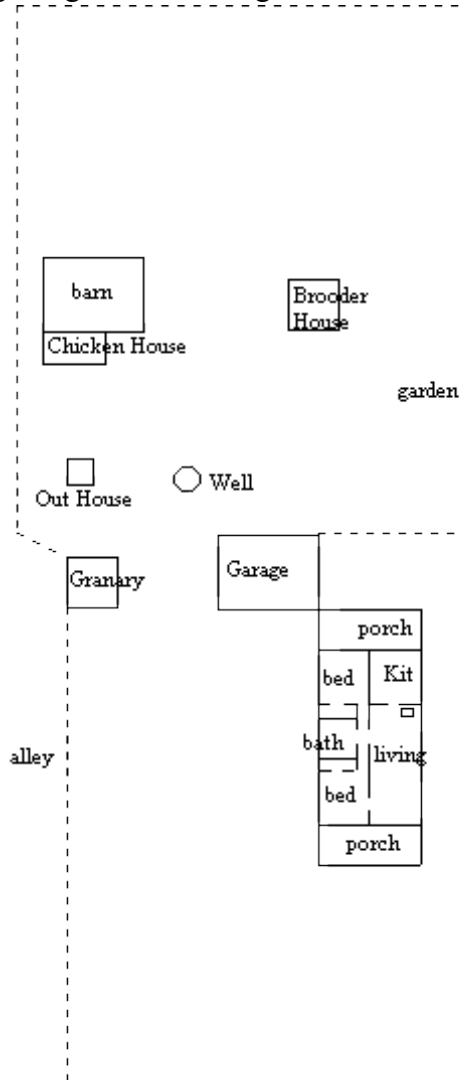 barn
Brooder
House
Chicken House
garden
Well
Out House
Garage
Granary
porch
bed
Kit
bath
living
alley
bed
porch